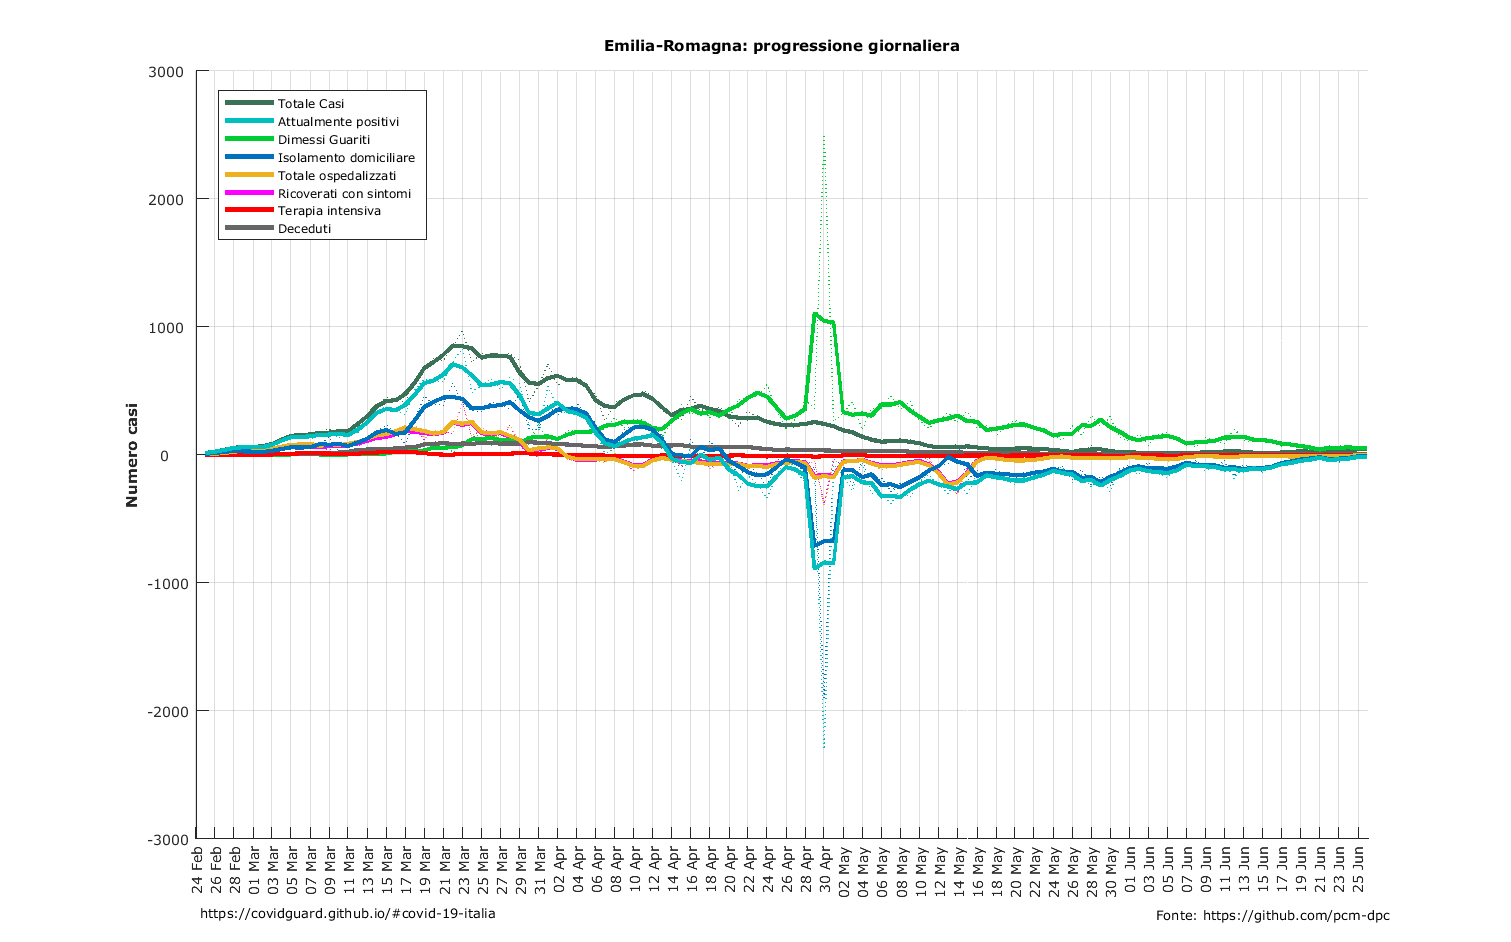 Emilia-Romagna: progressione giornaliera
3000
2000
1000
0
-1000
-2000
-3000
Numero casi
Totale Casi
Attualmente positivi
Dimessi Guariti
Isolamento domiciliare
Totale ospedalizzati
Ricoverati con sintomi
Terapia intensiva
Deceduti
24 Feb
26 Feb
28 Feb
01 Mar
03 Mar
05 Mar
07 Mar
09 Mar
11 Mar
13 Mar
15 Mar
17 Mar
19 Mar
21 Mar
23 Mar
25 Mar
27 Mar
29 Mar
31 Mar
02 Apr
04 Apr
06 Apr
08 Apr
10 Apr
12 Apr
14 Apr
16 Apr
18 Apr
20 Apr
22 Apr
24 Apr
26 Apr
28 Apr
30 Apr
02 May
04 May
06 May
08 May
10 May
12 May
14 May
16 May
18 May
20 May
22 May
24 May
26 May
28 May
30 May
01 Jun
03 Jun
05 Jun
07 Jun
09 Jun
11 Jun
13 Jun
15 Jun
17 Jun
19 Jun
21 Jun
23 Jun
25 Jun
https://covidguard.github.io/#covid-19-italia
Fonte: https://github.com/pcm-dpc